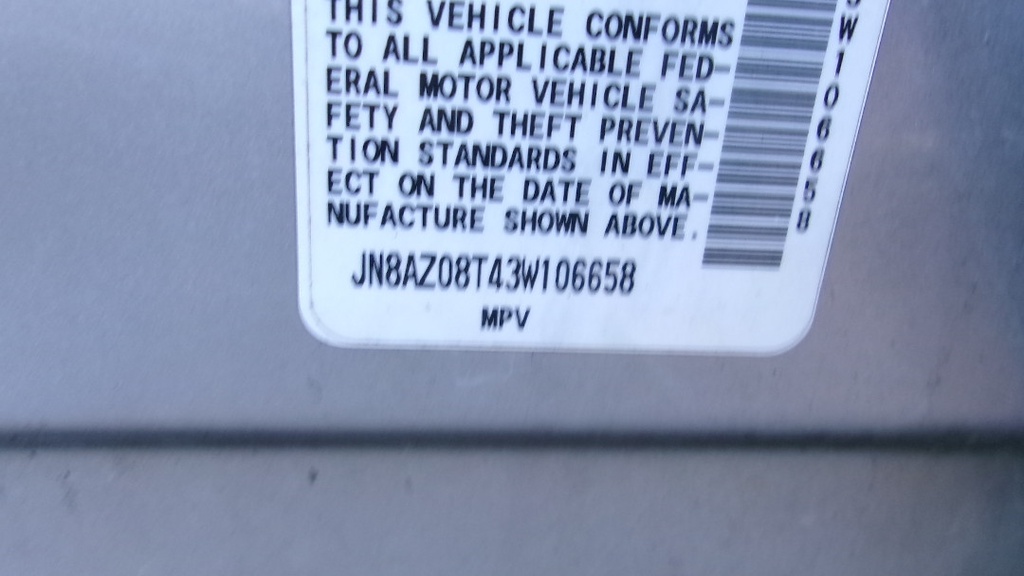 THIS VEHICLE CONFORMS
TO ALL APPLICABLE FED-
ERAL MOTOR VEHICLE SA-
FETY AND THEFT PREVEN-
TION STANDARDS IN EFF-
ECT ON THE DATE OF MA-
NUFACTURE SHOWN ABOVE.
JN8AZ08T43W106658
MPV
W106658